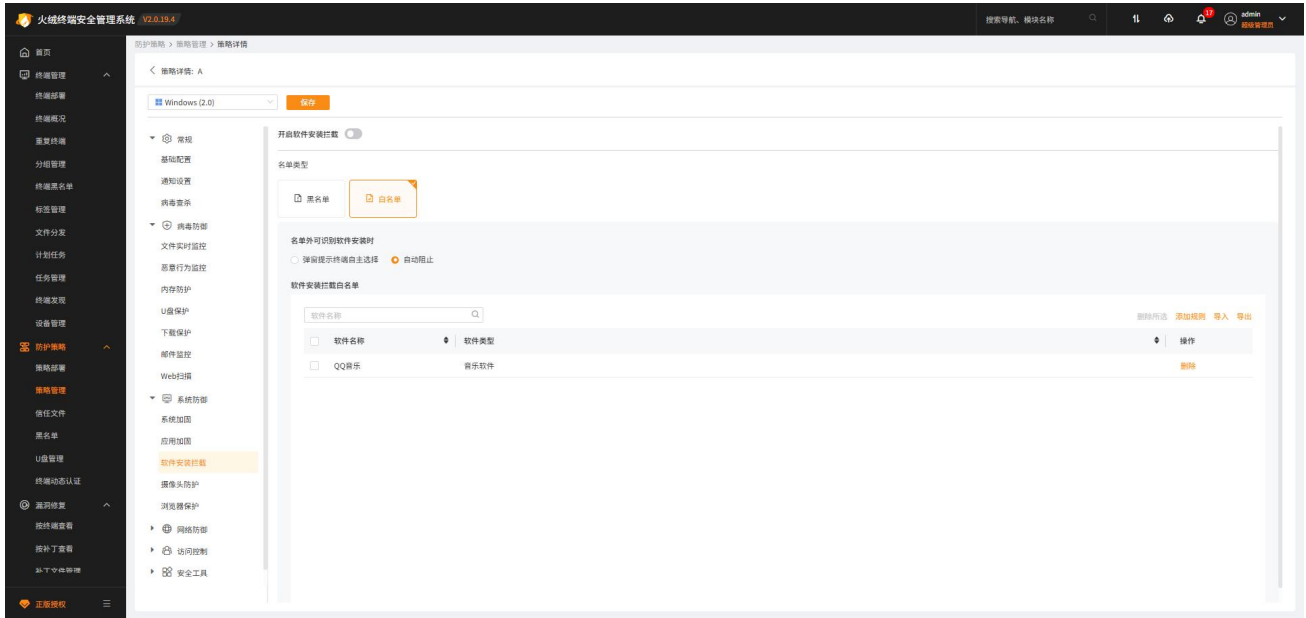 火绒终端安全管理系统 V2.0.19.4
搜索导航、模块名称
17
admin
超级管理员
首页
终端管理
终端部署
终端概况
重复终端
分组管理
终端黑名单
标签管理
文件分发
计划任务
任务管理
终端发现
设备管理
防护策略
策略部署
策略管理
信任文件
黑名单
U盘管理
终端动态认证
漏洞修复
按终端查看
按补丁查看
补丁文件管理
正版授权
防护策略 > 策略管理 > 策略详情
策略详情: A
Windows (2.0)
保存
常规
基础配置
通知设置
病毒查杀
病毒防御
文件实时监控
恶意行为监控
内存防护
U盘保护
下载保护
邮件监控
Web扫描
系统防御
系统加固
应用加固
软件安装拦截
摄像头防护
浏览器保护
网络防御
访问控制
安全工具
开启软件安装拦截
名单类型
黑名单 白名单
名单外可识别软件安装时
弹窗提示终端自主选择 自动阻止
软件安装拦截白名单
软件名称
删除所选 添加规则 导入 导出
软件名称 软件类型 操作
QQ音乐 音乐软件 删除